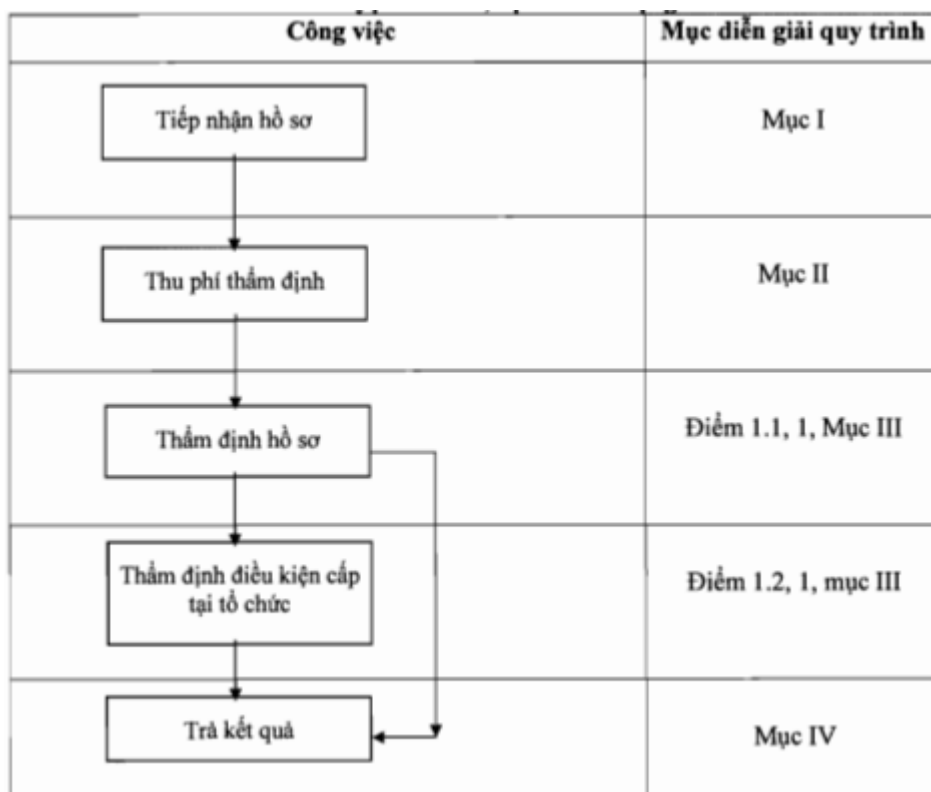 Công việc
Mục diễn giải quy trình
Tiếp nhận hồ sơ
Mục I
Thu phí thẩm định
Mục II
Thẩm định hồ sơ
Điểm 1.1, 1, Mục III
Thẩm định điều kiện cấp
tại tổ chức
Điểm 1.2, 1, mục III
Trả kết quả
Mục IV